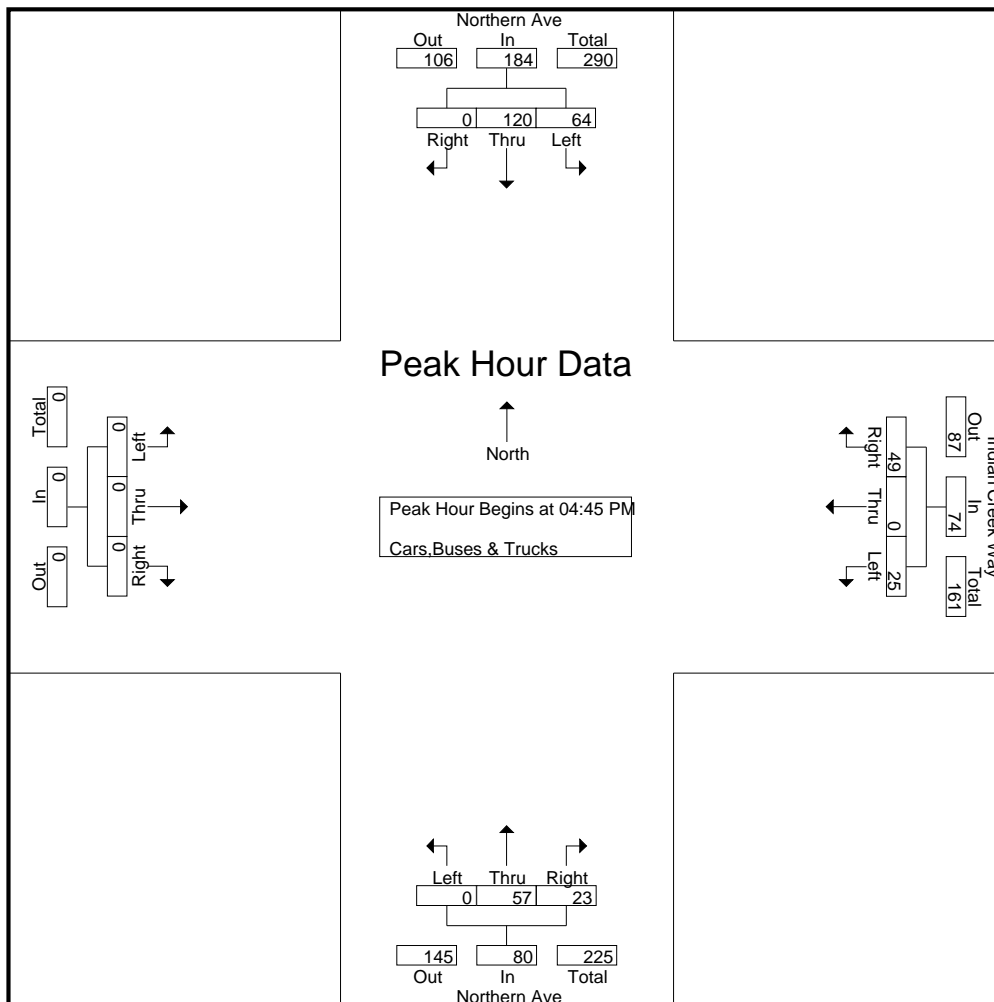 Northern Ave
Out In Total
106 184 290
0 120 64
Right Thru Left
Peak Hour Data
North
Peak Hour Begins at 04:45 PM
Cars,Buses & Trucks
Total In Out
0 0 0
0 0 0
Left Thru Right
Right Thru Left
49 0 25
87 74 161
Out In Total
Indian Creek Way
Left Thru Right
0 57 23
145 80 225
Out In Total
Northern Ave